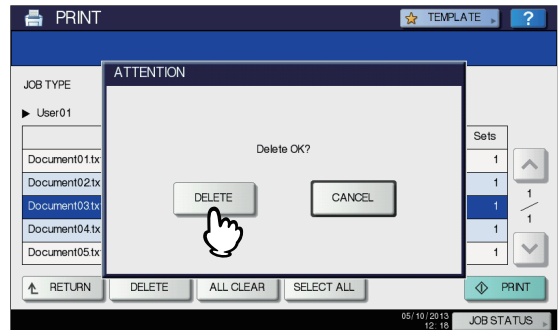 PRINT
TEMPLATE
?
ATTENTION
JOB TYPE
User01
Sets
Delete OK?
Document01.tx 1
Document02.tx 1
DELETE CANCEL
Document03.tx 1
Document04.tx 1
Document05.tx 1
1
1
RETURN DELETE ALL CLEAR SELECT ALL PRINT
05/10/2013
12:18
JOB STATUS